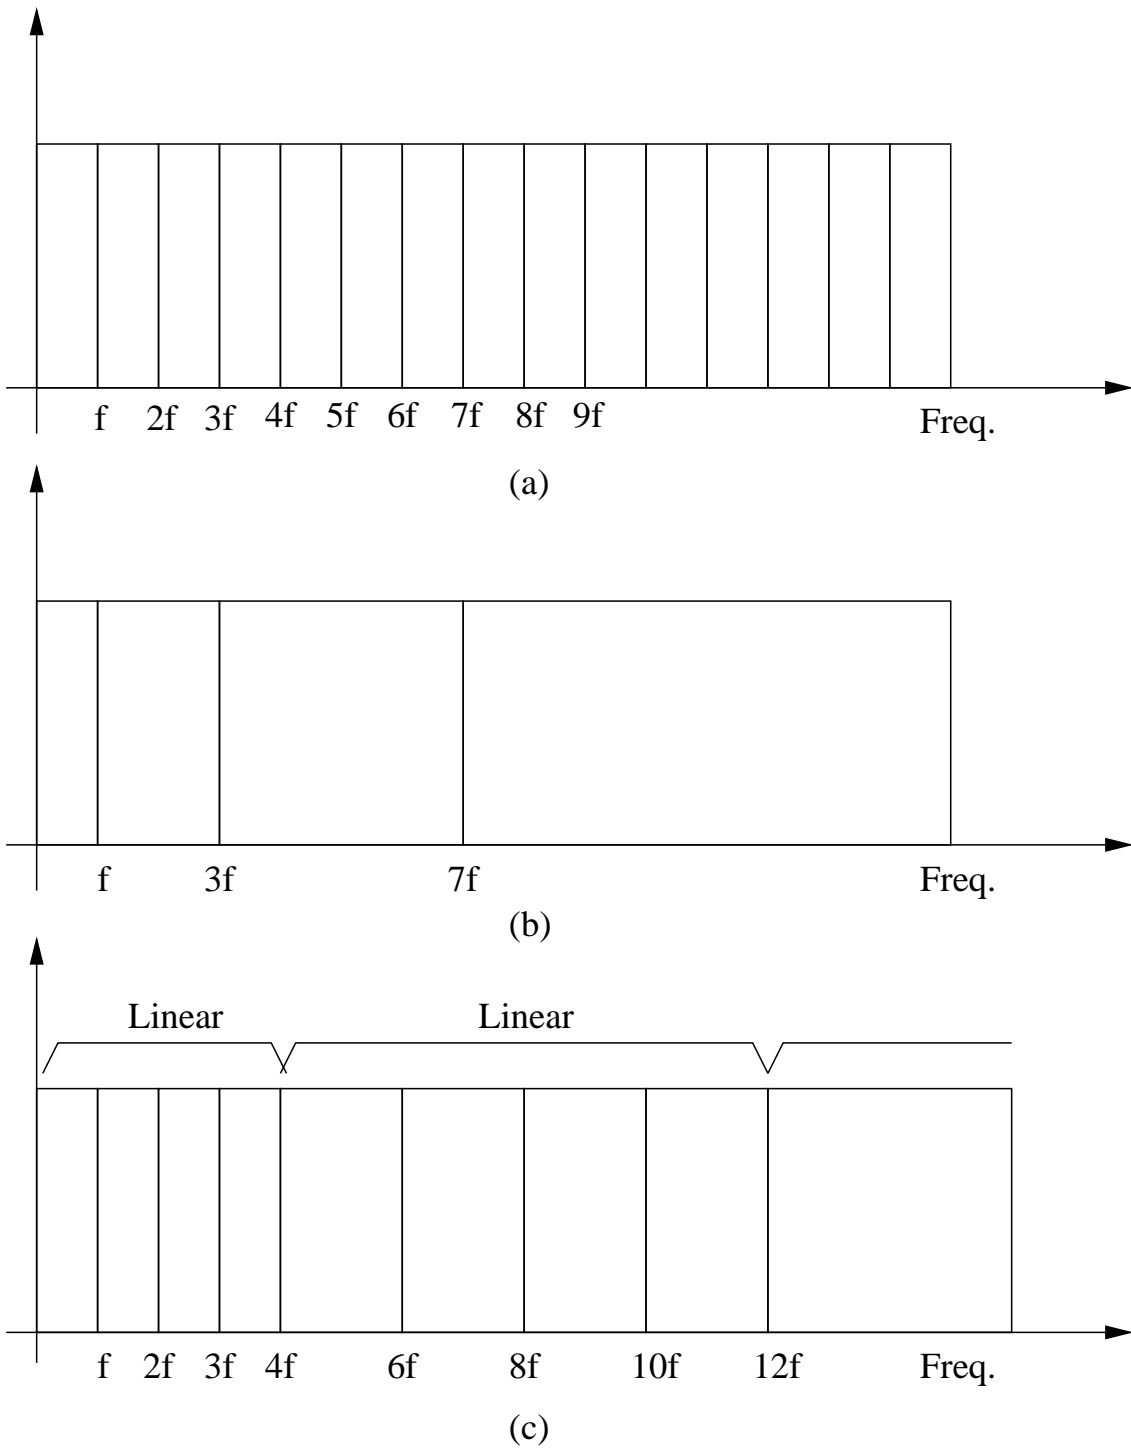 f 2f 3f 4f 5f 6f 7f 8f 9f Freq.
(a)
f 3f 7f Freq.
(b)
Linear Linear
f 2f 3f 4f 6f 8f 10f 12f Freq.
(c)